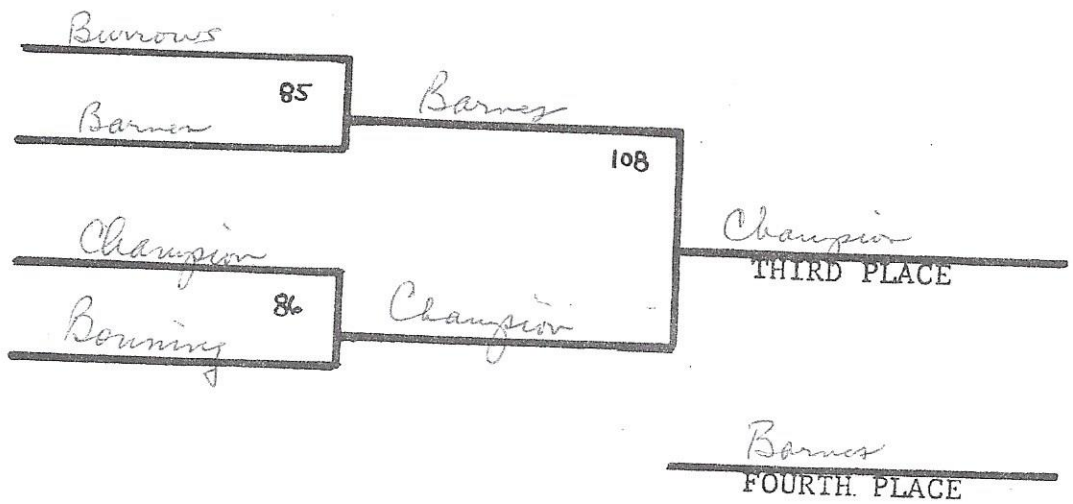 Burrows
85
Barnes
Barnes
108
Champion
Champion
THIRD PLACE
86
Champion
Bonning
Barnes
FOURTH PLACE